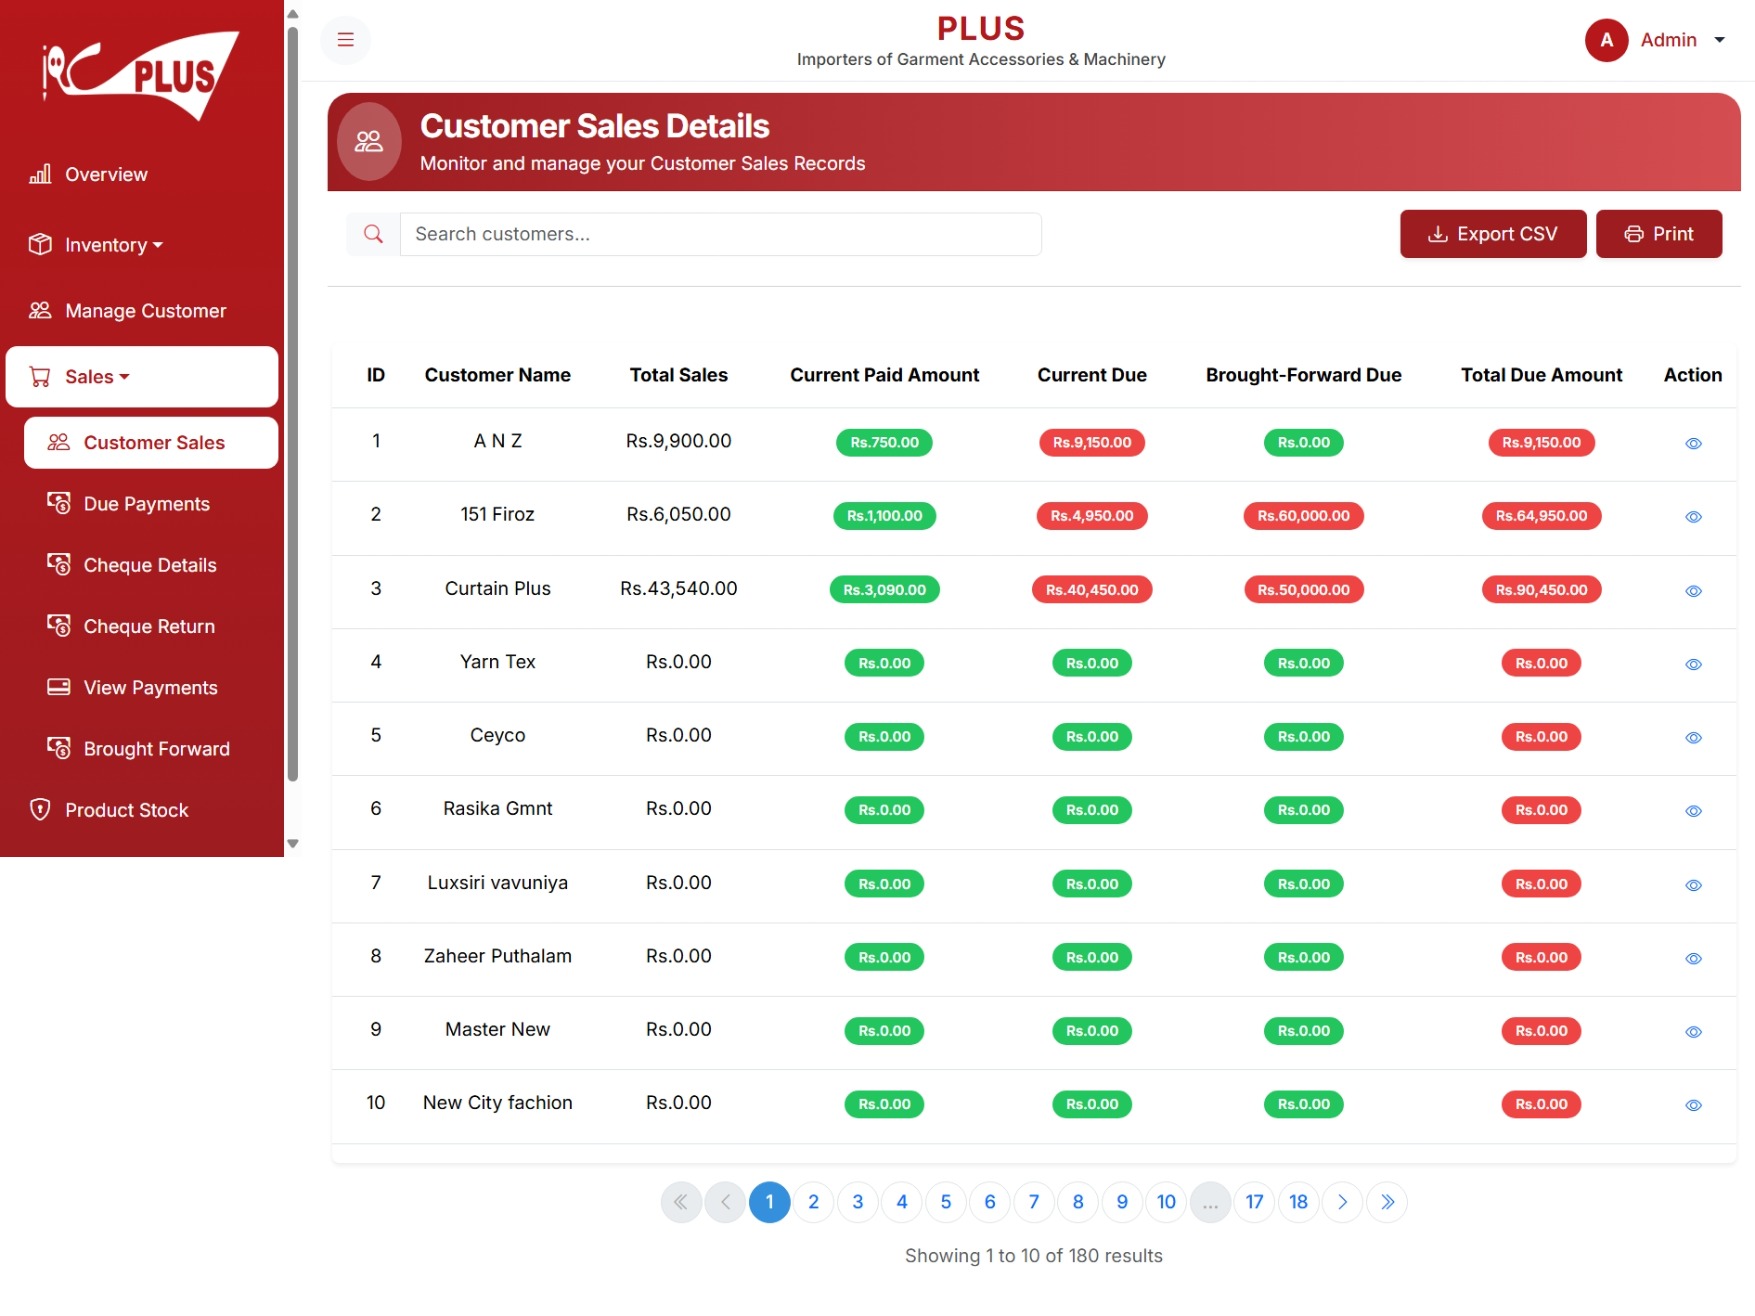 RC PLUS
Overview
Inventory
Manage Customer
Sales
Customer Sales
Due Payments
Cheque Details
Cheque Return
View Payments
Brought Forward
Product Stock
PLUS
Importers of Garment Accessories & Machinery
A Admin
Customer Sales Details
Monitor and manage your Customer Sales Records
Search customers...
Export CSV
Print
ID Customer Name Total Sales Current Paid Amount Current Due Brought-Forward Due Total Due Amount Action
1 A N Z Rs.9,900.00 Rs.750.00 Rs.9,150.00 Rs.0.00 Rs.9,150.00
2 151 Firoz Rs.6,050.00 Rs.1,100.00 Rs.4,950.00 Rs.60,000.00 Rs.64,950.00
3 Curtain Plus Rs.43,540.00 Rs.3,090.00 Rs.40,450.00 Rs.50,000.00 Rs.90,450.00
4 Yarn Tex Rs.0.00 Rs.0.00 Rs.0.00 Rs.0.00 Rs.0.00
5 Ceyco Rs.0.00 Rs.0.00 Rs.0.00 Rs.0.00 Rs.0.00
6 Rasika Gmnt Rs.0.00 Rs.0.00 Rs.0.00 Rs.0.00 Rs.0.00
7 Luxsiri vavuniya Rs.0.00 Rs.0.00 Rs.0.00 Rs.0.00 Rs.0.00
8 Zaheer Puthalam Rs.0.00 Rs.0.00 Rs.0.00 Rs.0.00 Rs.0.00
9 Master New Rs.0.00 Rs.0.00 Rs.0.00 Rs.0.00 Rs.0.00
10 New City fachion Rs.0.00 Rs.0.00 Rs.0.00 Rs.0.00 Rs.0.00
« ‹ 1 2 3 4 5 6 7 8 9 10 ... 17 18 › »
Showing 1 to 10 of 180 results